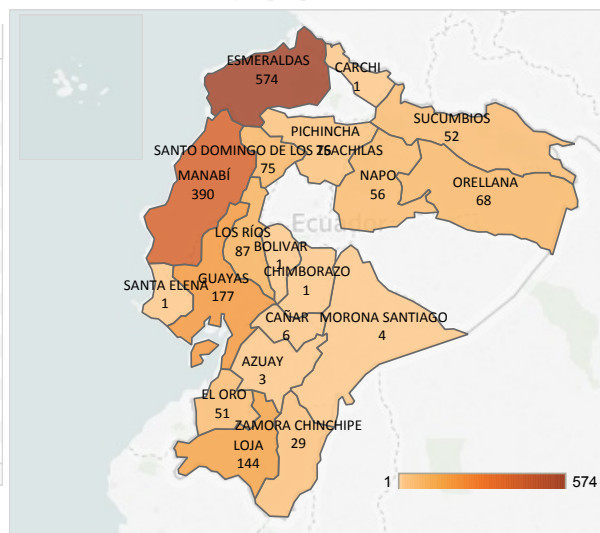 ESMERALDAS
574
CARCHI
1
SUCUMBIOS
52
PICHINCHA
SANTO DOMINGO DE LOS TSACHILAS
75
MANABÍ
390
NAPO
56
ORELLANA
68
Ecuador
LOS RÍOS
87
BOLIVAR
1
CHIMBORAZO
1
GUAYAS
177
SANTA ELENA
1
CAÑAR
6
MORONA SANTIAGO
4
AZUAY
3
EL ORO
51
ZAMORA CHINCHIPE
29
LOJA
144
1 574